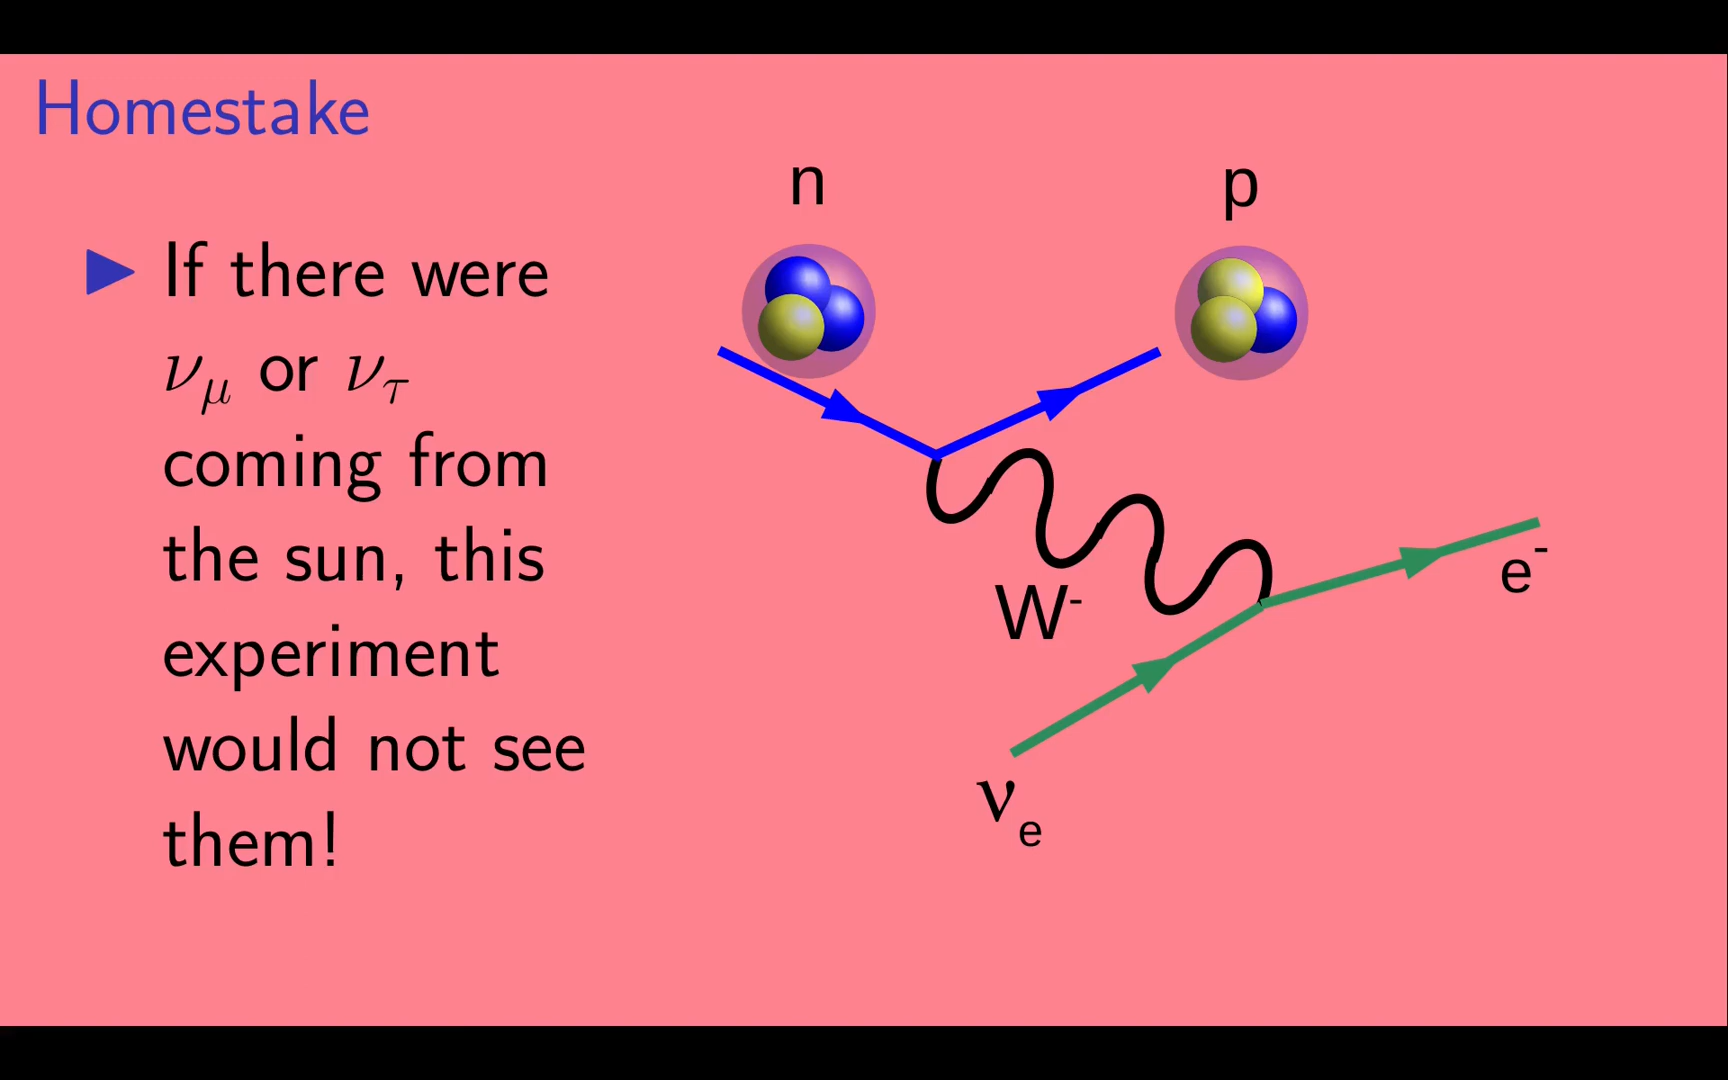 Homestake
If there were
ν_μ or ν_τ
coming from
the sun, this
experiment
would not see
them!
n
p
W⁻
e⁻
ν_e